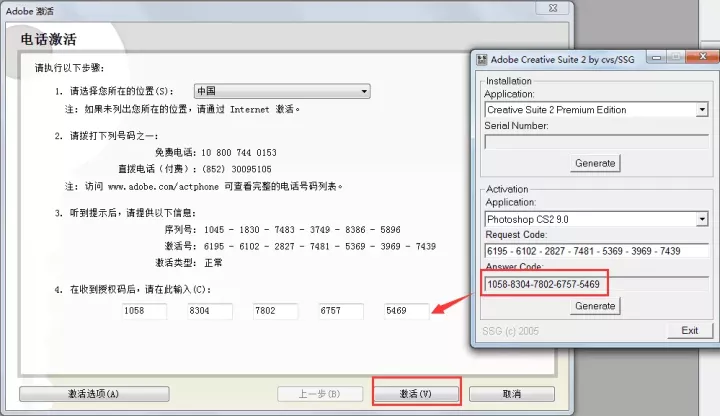 Adobe 激活
电话激活
请执行以下步骤:
1. 请选择您所在的位置(S): 中国
注: 如果未列出您所在的位置,请通过 Internet 激活。
2. 请拨打下列号码之一:
免费电话: 10 800 744 0153
直拨电话(付费): (852) 30095105
注: 访问 www.adobe.com/actphone 可查看完整的电话号码列表。
3. 听到提示后,请提供以下信息:
序列号: 1045 - 1830 - 7483 - 3749 - 8386 - 5896
激活号: 6195 - 6102 - 2827 - 7481 - 5369 - 3969 - 7439
激活类型: 正常
4. 在收到授权码后,请在此输入(C):
1058 8304 7802 6757 5469
激活选项(A) 上一步(B) 激活(V) 取消
Adobe Creative Suite 2 by cvs/SSG
Installation
Application:
Creative Suite 2 Premium Edition
Serial Number:
Generate
Activation
Application:
Photoshop CS2 9.0
Request Code:
6195 - 6102 - 2827 - 7481 - 5369 - 3969 - 7439
Answer Code:
1058-8304-7802-6757-5469
Generate
SSG (c) 2005
Exit